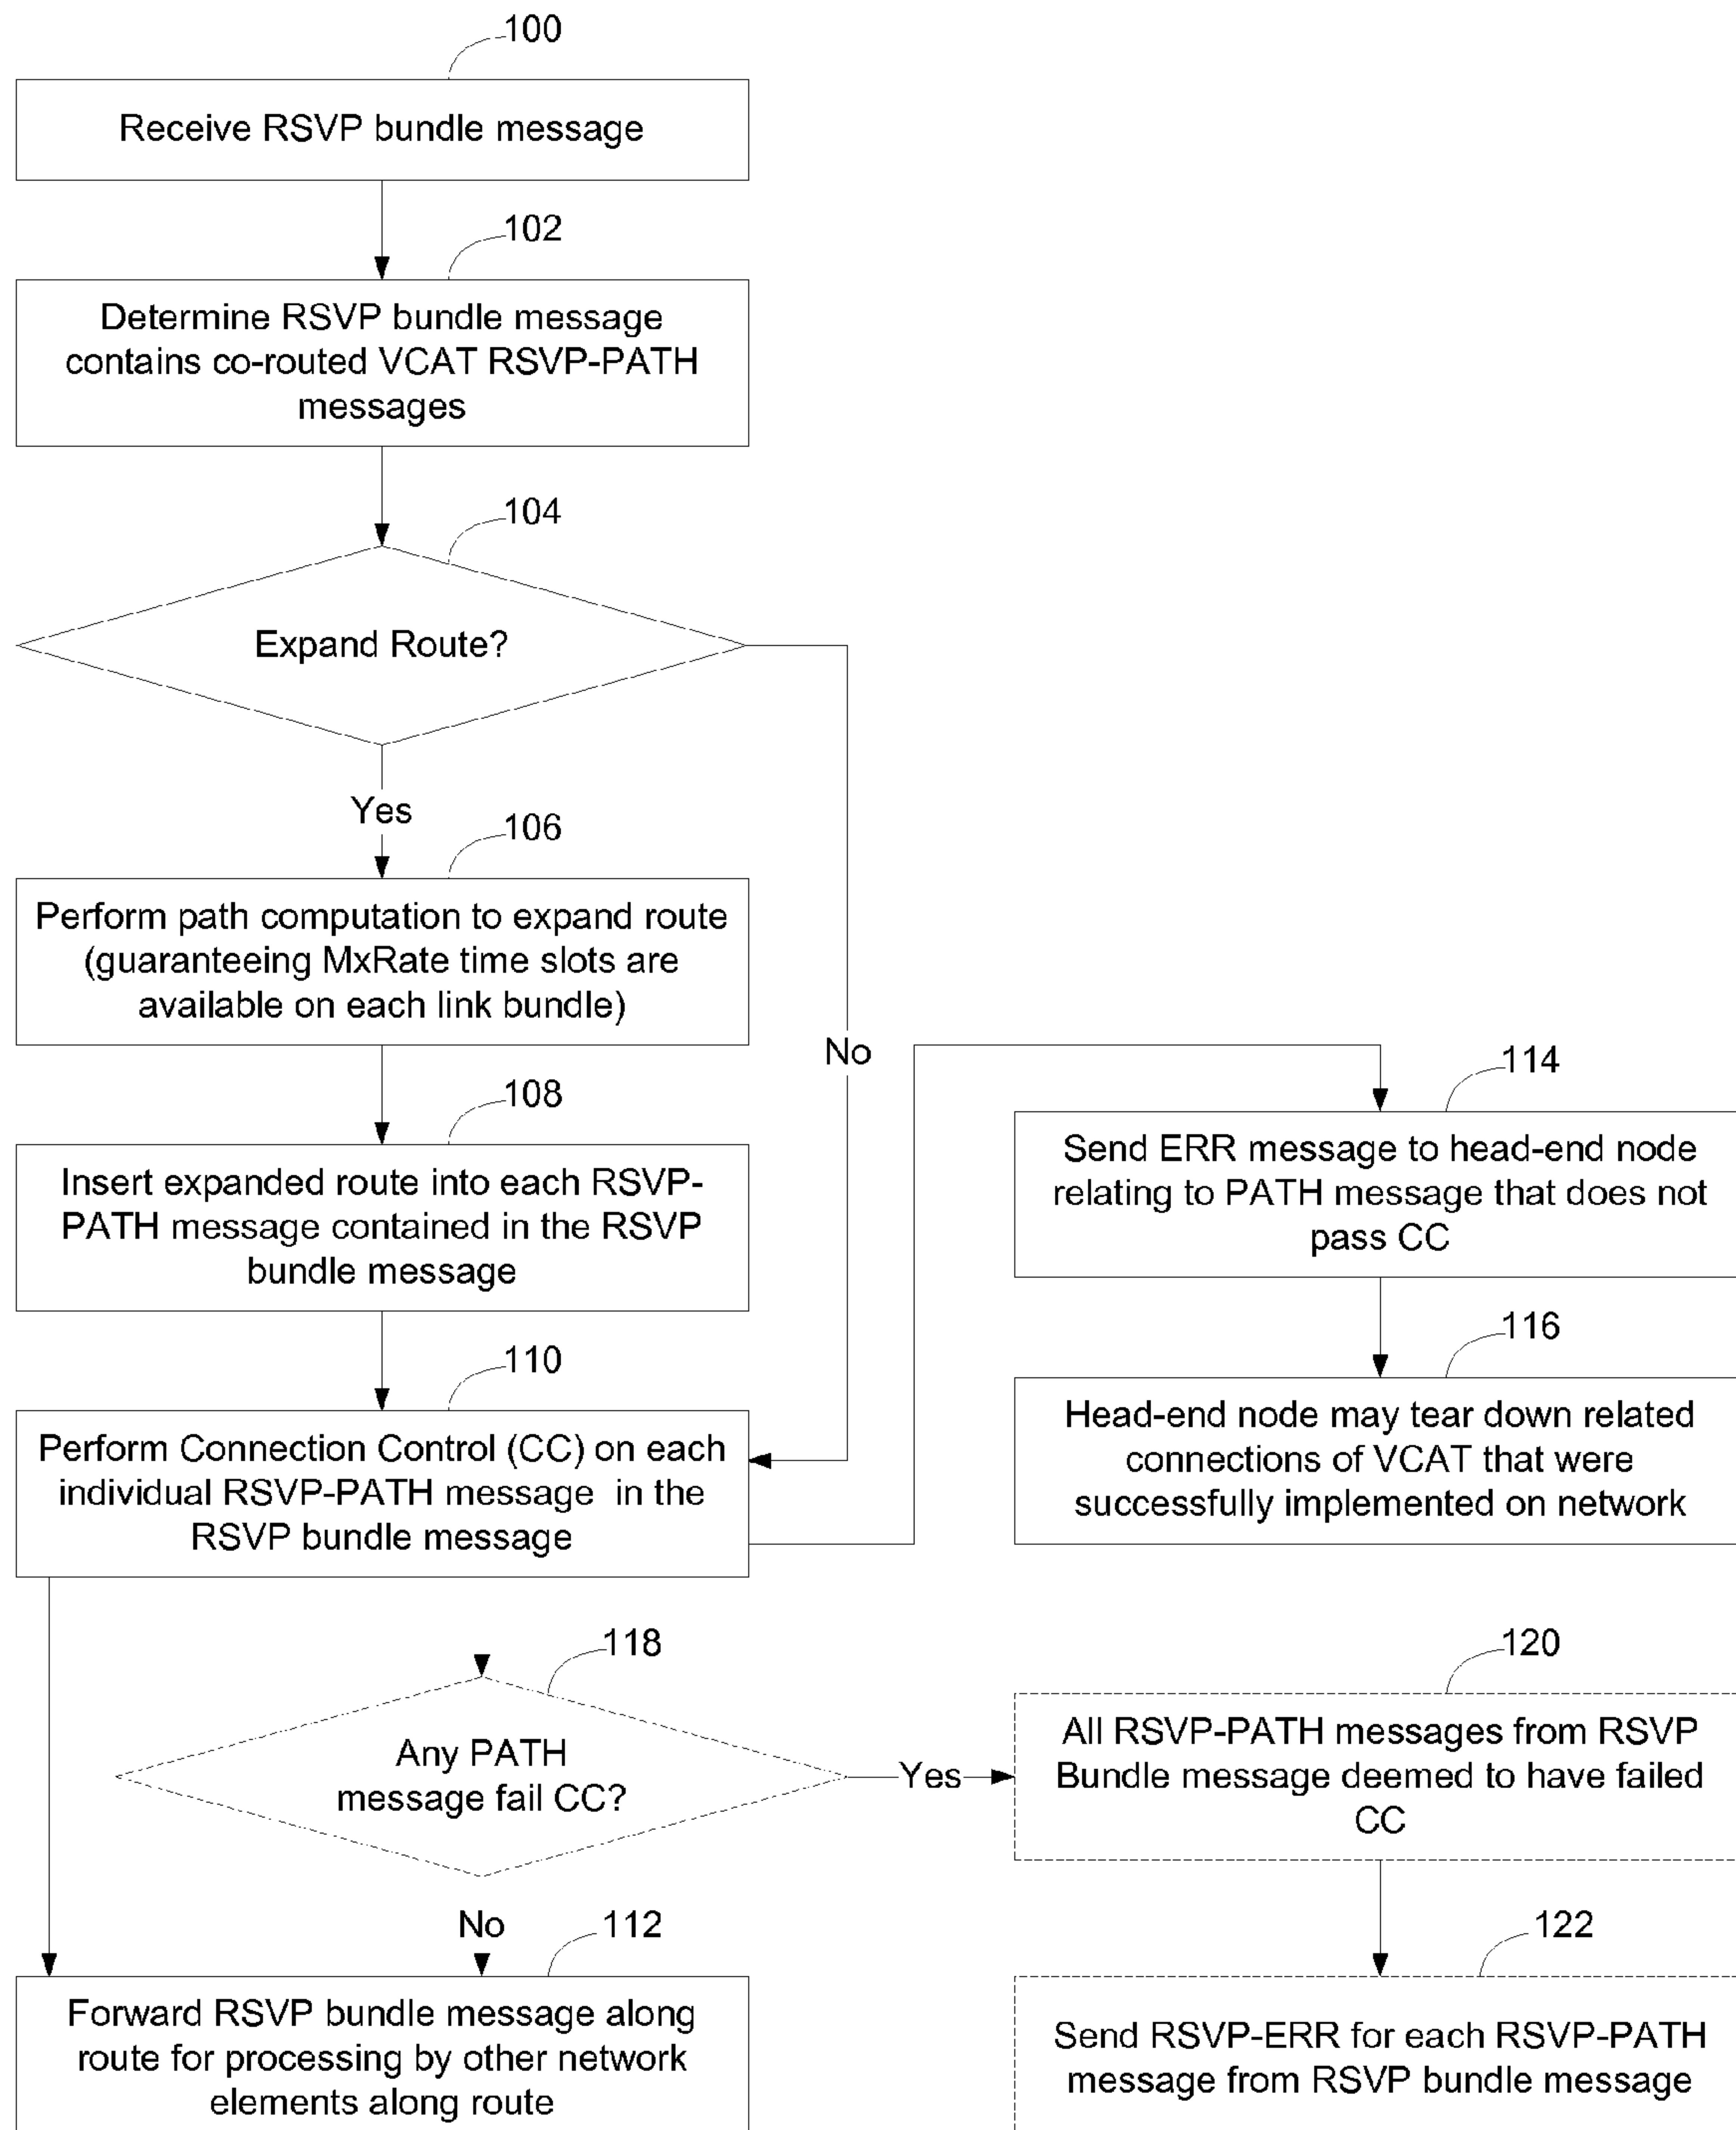 100
Receive RSVP bundle message
102
Determine RSVP bundle message
contains co-routed VCAT RSVP-PATH
messages
104
Expand Route?
Yes
106
Perform path computation to expand route
(guaranteeing MxRate time slots are
available on each link bundle)
No
108
Insert expanded route into each RSVP-
PATH message contained in the RSVP
bundle message
110
Perform Connection Control (CC) on each
individual RSVP-PATH message in the
RSVP bundle message
114
Send ERR message to head-end node
relating to PATH message that does not
pass CC
116
Head-end node may tear down related
connections of VCAT that were
successfully implemented on network
118
Any PATH
message fail CC?
Yes
120
All RSVP-PATH messages from RSVP
Bundle message deemed to have failed
CC
No
112
Forward RSVP bundle message along
route for processing by other network
elements along route
122
Send RSVP-ERR for each RSVP-PATH
message from RSVP bundle message